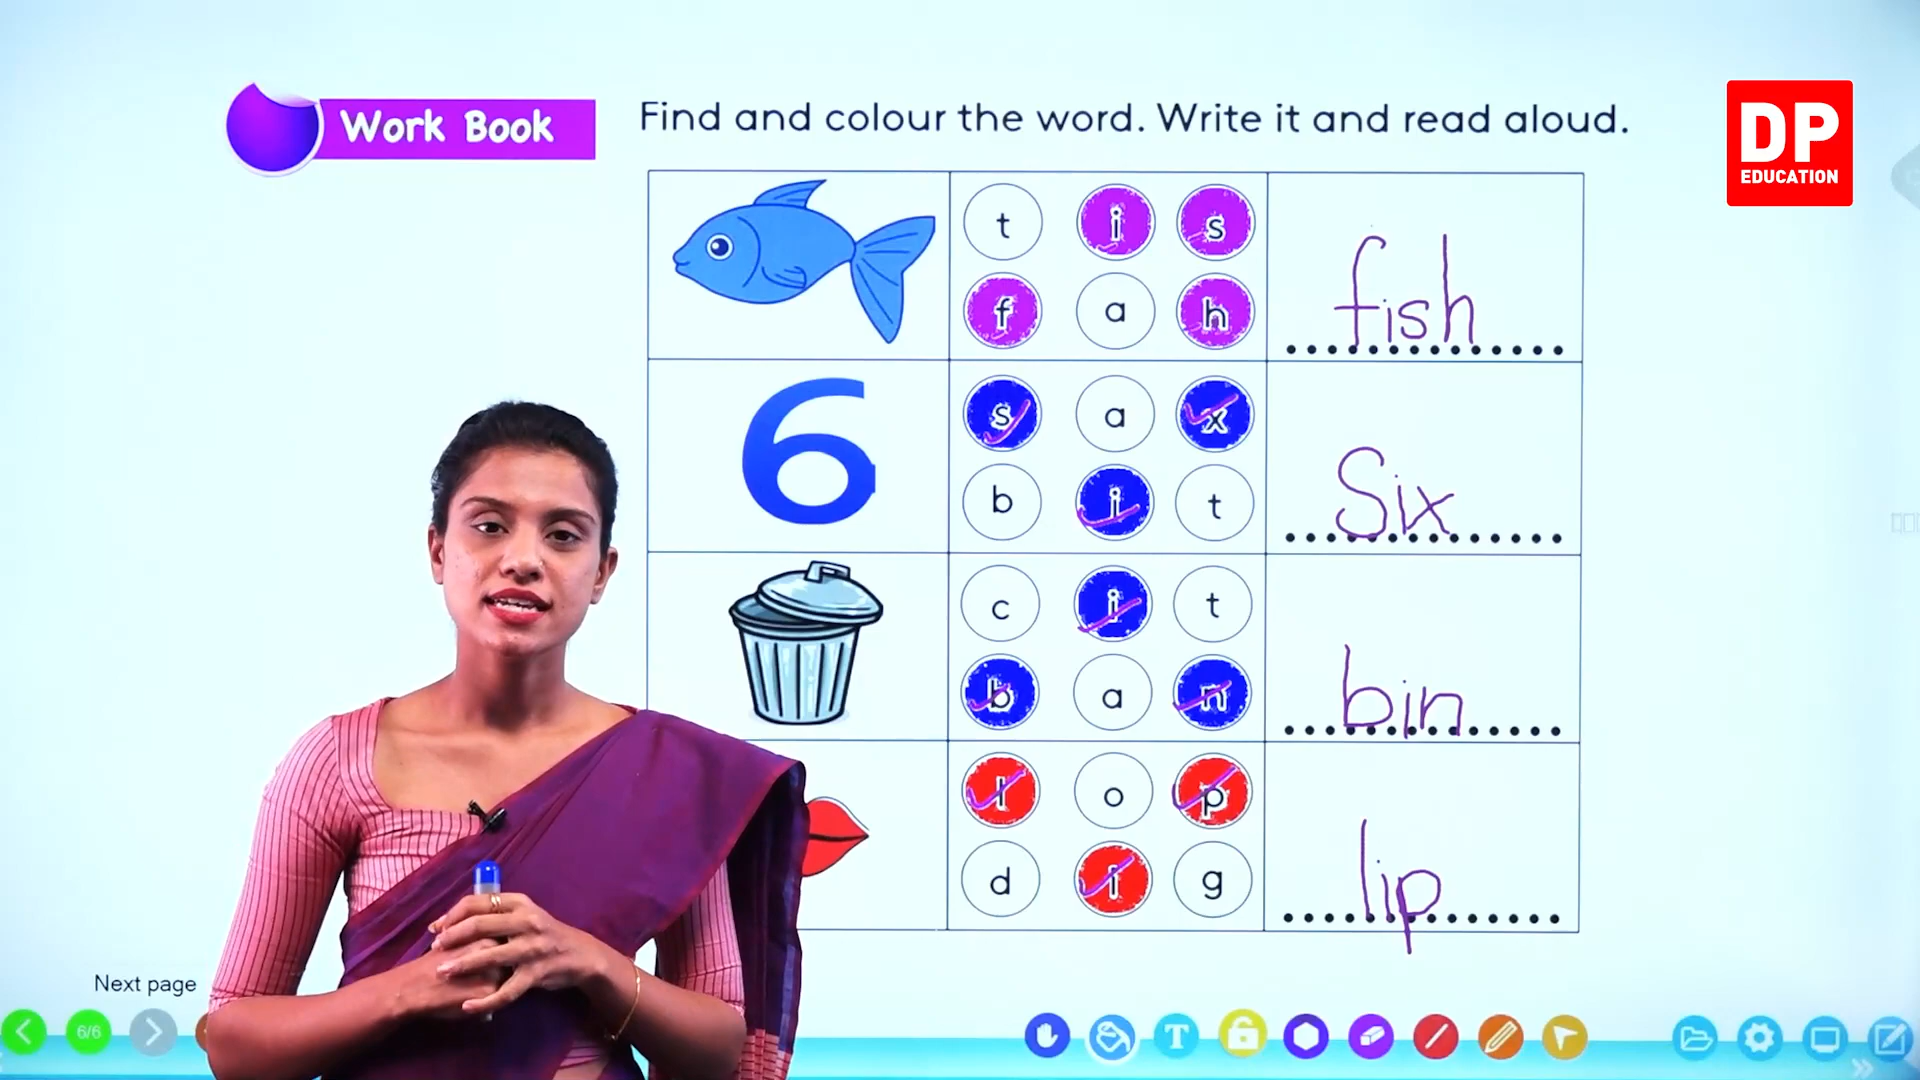 Work Book
Find and colour the word. Write it and read aloud.
DP
EDUCATION
t i s
f a h
fish
6
s a x
b i t
Six
c i t
b a n
bin
l o p
d i g
lip
Next page
6/6
T